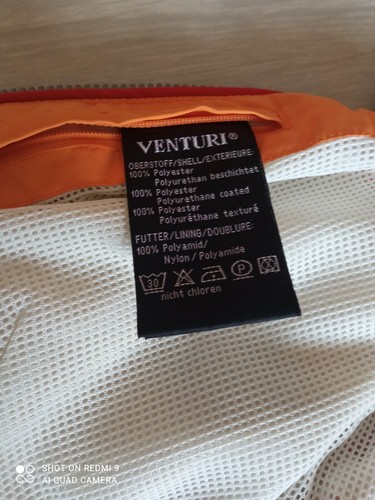 VENTURI®
OBERSTOFF/SHELL/EXTERIEURE:
100% Polyester
Polyurethan beschichtet
100% Polyester
Polyurethane coated
100% Polyester
Polyuréthane texturé
FUTTER/LINING/DOUBLURE:
100% Polyamid/
Nylon / Polyamide
30 P
nicht chloren
SHOT ON REDMI 9
AI QUAD CAMERA